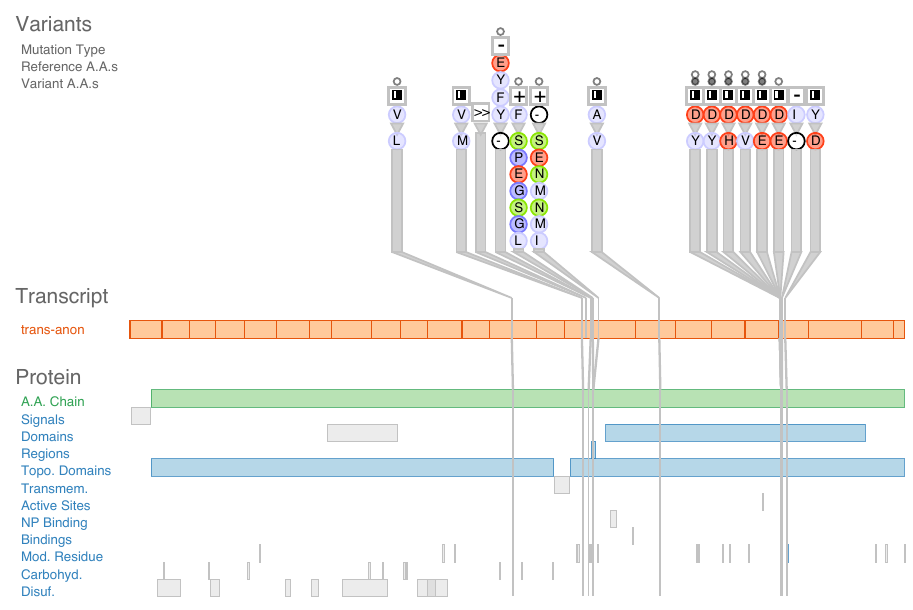 Variants
Mutation Type
Reference A.A.s
Variant A.A.s
-
E
Y
F
V V >> Y F - A D D D D D D I Y
+ +
-
L M - S S V Y Y H V E E - D
P E
E N
G M
S N
G M
L I
Transcript
trans-anon
Protein
A.A. Chain
Signals
Domains
Regions
Topo. Domains
Transmem.
Active Sites
NP Binding
Bindings
Mod. Residue
Carbohyd.
Disuf.